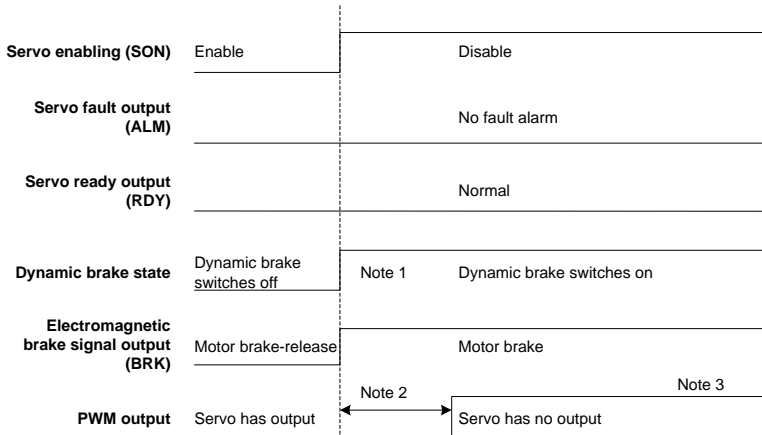 Servo enabling (SON) Enable Disable
Servo fault output
(ALM)
No fault alarm
Servo ready output
(RDY)
Normal
Dynamic brake state
Dynamic brake
switches off
Note 1
Dynamic brake switches on
Electromagnetic
brake signal output
(BRK)
Motor brake-release
Motor brake
Note 2
Note 3
PWM output Servo has output Servo has no output